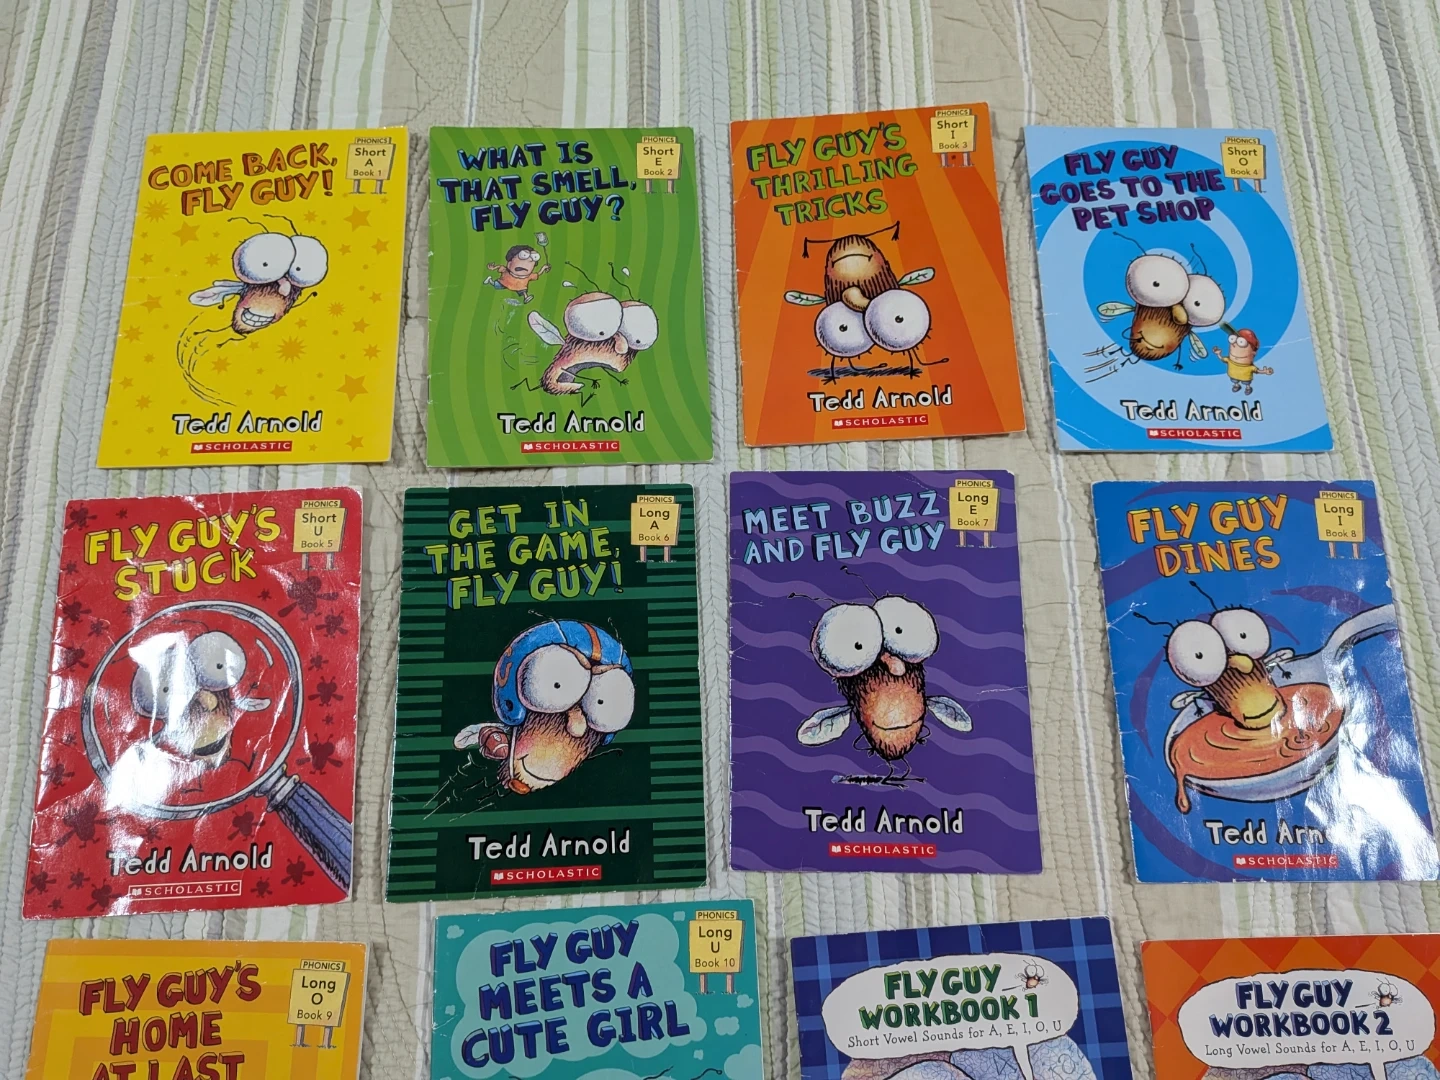 COME BACK,
FLY GUY!
PHONICS
Short
A
Book 1
Tedd Arnold
SCHOLASTIC
WHAT IS
THAT SMELL,
FLY GUY?
PHONICS
Short
E
Book 2
Tedd Arnold
SCHOLASTIC
FLY GUY'S
THRILLING
TRICKS
PHONICS
Short
I
Book 3
Tedd Arnold
SCHOLASTIC
FLY GUY
GOES TO THE
PET SHOP
PHONICS
Short
O
Book 4
Tedd Arnold
SCHOLASTIC
FLY GUY'S
STUCK
PHONICS
Short
U
Book 5
Tedd Arnold
SCHOLASTIC
GET IN
THE GAME,
FLY GUY!
PHONICS
Long
A
Book 6
Tedd Arnold
SCHOLASTIC
MEET BUZZ
AND FLY GUY
PHONICS
Long
E
Book 7
Tedd Arnold
SCHOLASTIC
FLY GUY
DINES
PHONICS
Long
I
Book 8
Tedd Arnold
SCHOLASTIC
FLY GUY'S
HOME
AT LAST
PHONICS
Long
O
Book 9
FLY GUY
MEETS A
CUTE GIRL
PHONICS
Long
U
Book 10
FLY GUY
WORKBOOK 1
Short Vowel Sounds for A, E, I, O, U
FLY GUY
WORKBOOK 2
Long Vowel Sounds for A, E, I, O, U